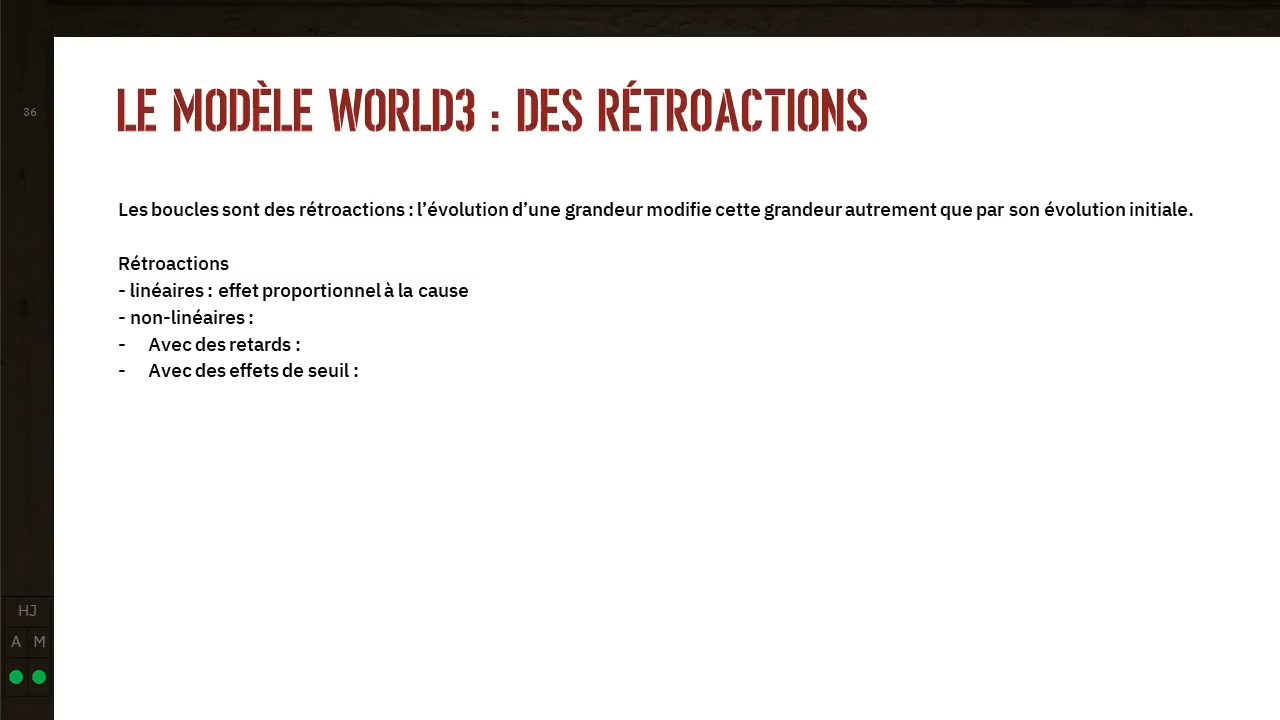 36
LE MODÈLE WORLD3 : DES RÉTROACTIONS
Les boucles sont des rétroactions : l’évolution d’une grandeur modifie cette grandeur autrement que par son évolution initiale.
Rétroactions
- linéaires : effet proportionnel à la cause
- non-linéaires :
- Avec des retards :
- Avec des effets de seuil :
HJ
A M